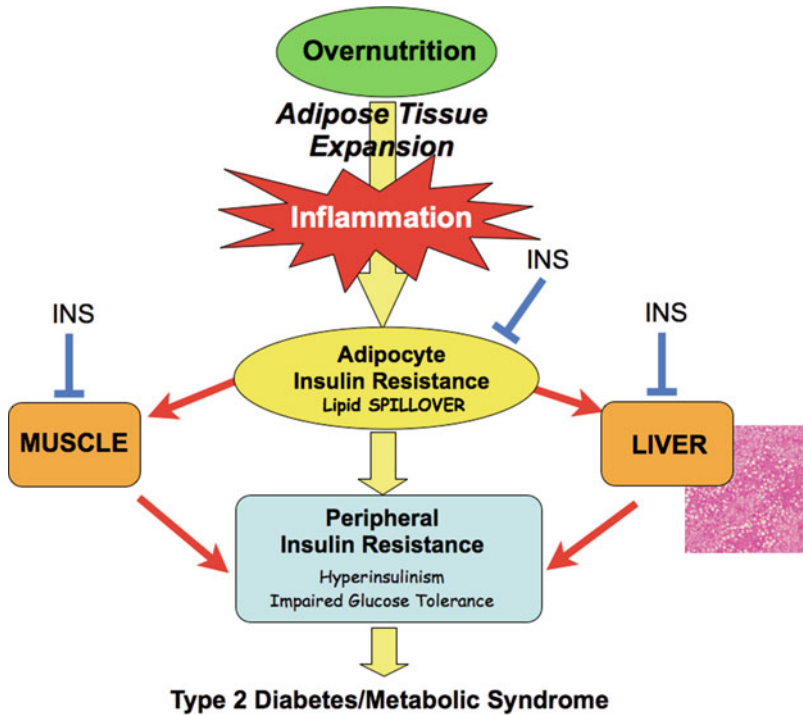 Overnutrition
Adipose Tissue
Expansion
Inflammation
INS
INS
INS
Adipocyte
Insulin Resistance
Lipid SPILLOVER
MUSCLE
LIVER
Peripheral
Insulin Resistance
Hyperinsulinism
Impaired Glucose Tolerance
Type 2 Diabetes/Metabolic Syndrome